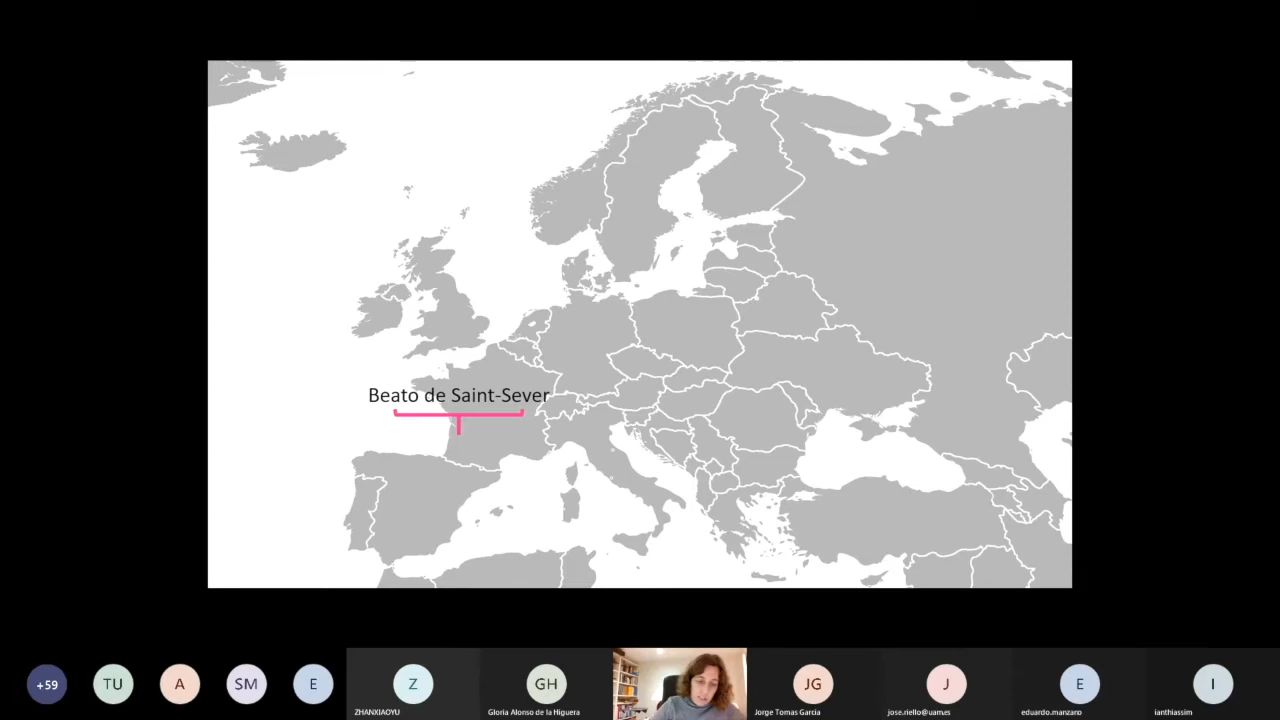 Beato de Saint-Sever
+59
TU
A
SM
E
Z
GH
JG
J
E
I
ZHANXIAOYU
Gloria Alonso de la Higuera
Jorge Tomas Garcia
jose.riello@uam.es
eduardo.manzano
ianthiassim